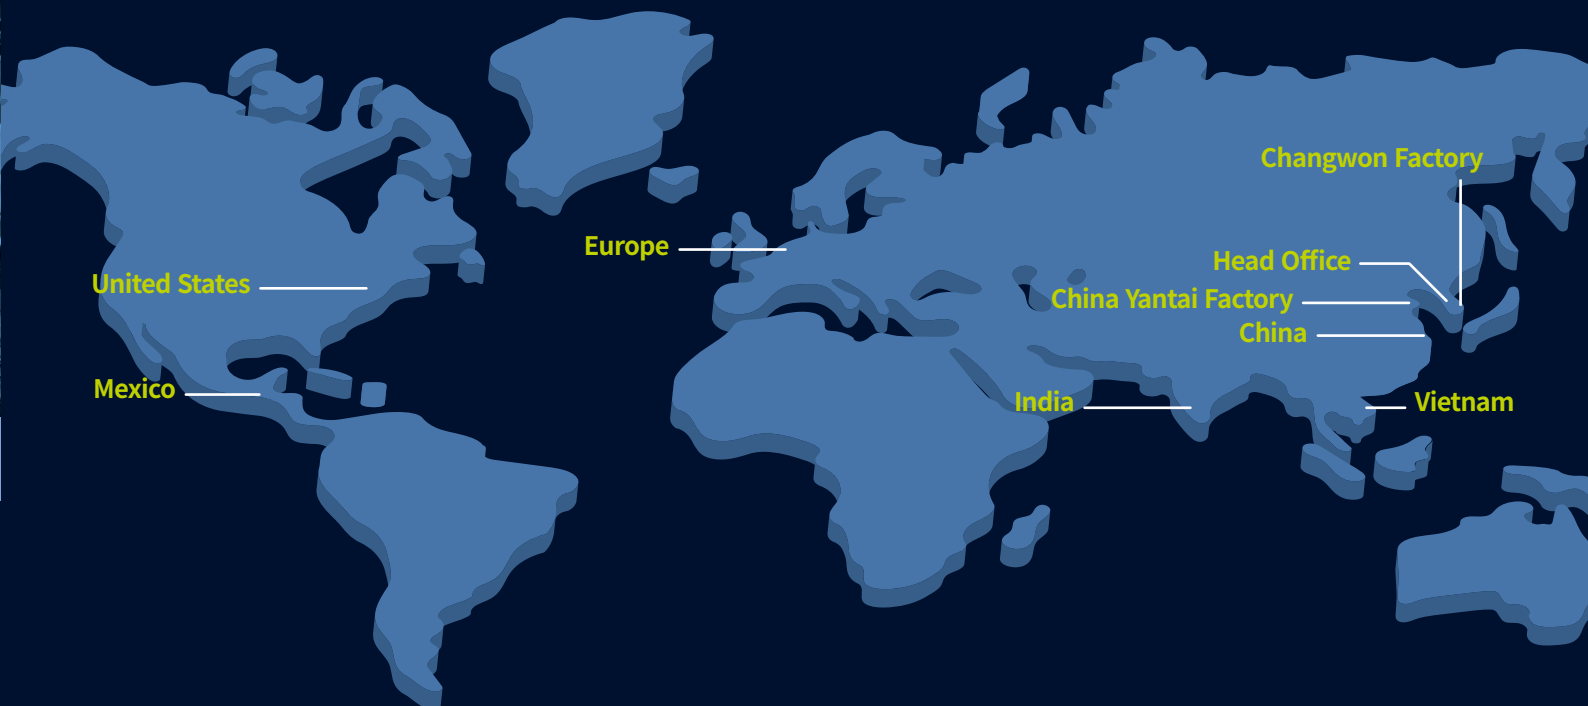 Changwon Factory
Europe
Head Office
United States
China Yantai Factory
China
Mexico
India
Vietnam